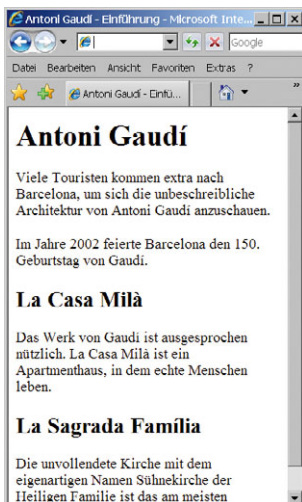 Antoni Gaudí - Einführung - Microsoft Inte...
Google
Datei Bearbeiten Ansicht Favoriten Extras ?
Antoni Gaudí - Einfü...
Antoni Gaudí
Viele Touristen kommen extra nach
Barcelona, um sich die unbeschreibliche
Architektur von Antoni Gaudí anzuschauen.
Im Jahre 2002 feierte Barcelona den 150.
Geburtstag von Gaudí.
La Casa Milà
Das Werk von Gaudí ist ausgesprochen
nützlich. La Casa Milà ist ein
Apartmenthaus, in dem echte Menschen
leben.
La Sagrada Família
Die unvollendete Kirche mit dem
eigenartigen Namen Sühnekirche der
Heiligen Familie ist das am meisten